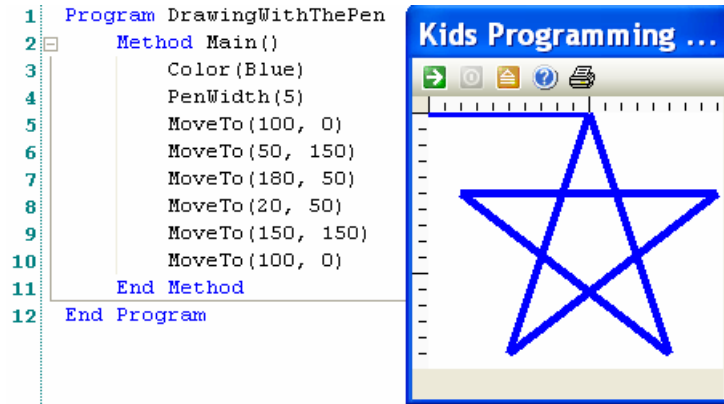 1 Program DrawingWithThePen
2 Method Main()
3 Color(Blue)
4 PenWidth(5)
5 MoveTo(100, 0)
6 MoveTo(50, 150)
7 MoveTo(180, 50)
8 MoveTo(20, 50)
9 MoveTo(150, 150)
10 MoveTo(100, 0)
11 End Method
12 End Program
Kids Programming ...